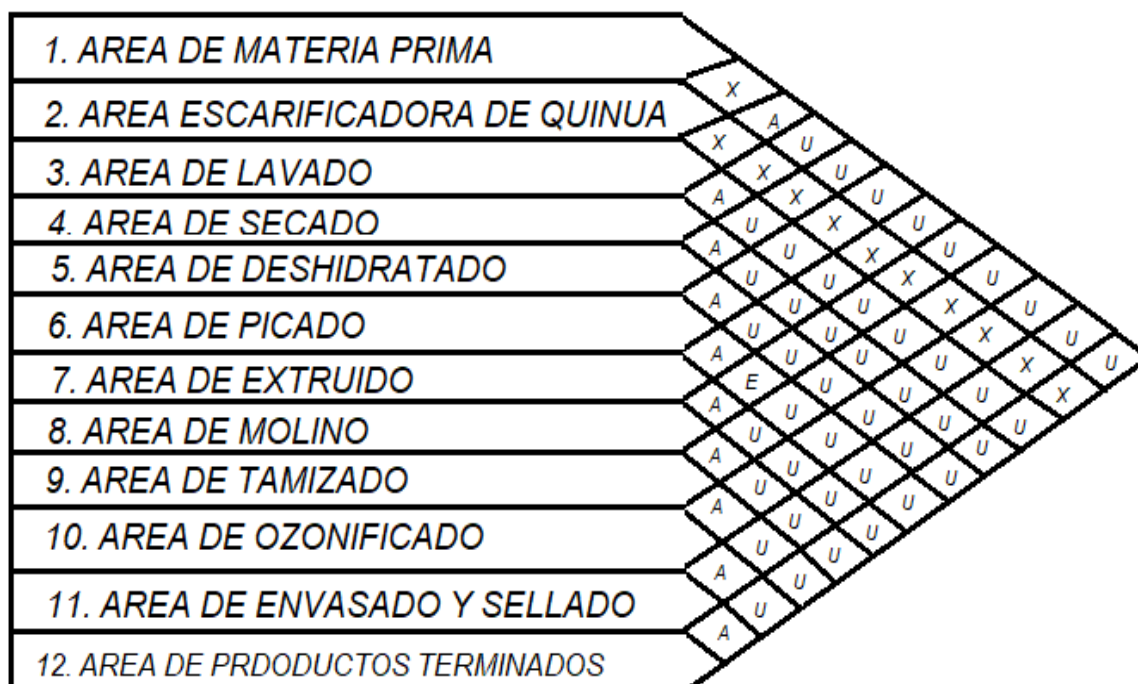 1. AREA DE MATERIA PRIMA
2. AREA ESCARIFICADORA DE QUINUA
3. AREA DE LAVADO
4. AREA DE SECADO
5. AREA DE DESHIDRATADO
6. AREA DE PICADO
7. AREA DE EXTRUIDO
8. AREA DE MOLINO
9. AREA DE TAMIZADO
10. AREA DE OZONIFICADO
11. AREA DE ENVASADO Y SELLADO
12. AREA DE PRDODUCTOS TERMINADOS
X A U U U U U U U U U
X X X X X X X X X X
A U U U U U U U U
A U U U U U U U
A U U U U U U
A E U U U U
A U U U U
A U U U
A U U
A U
A